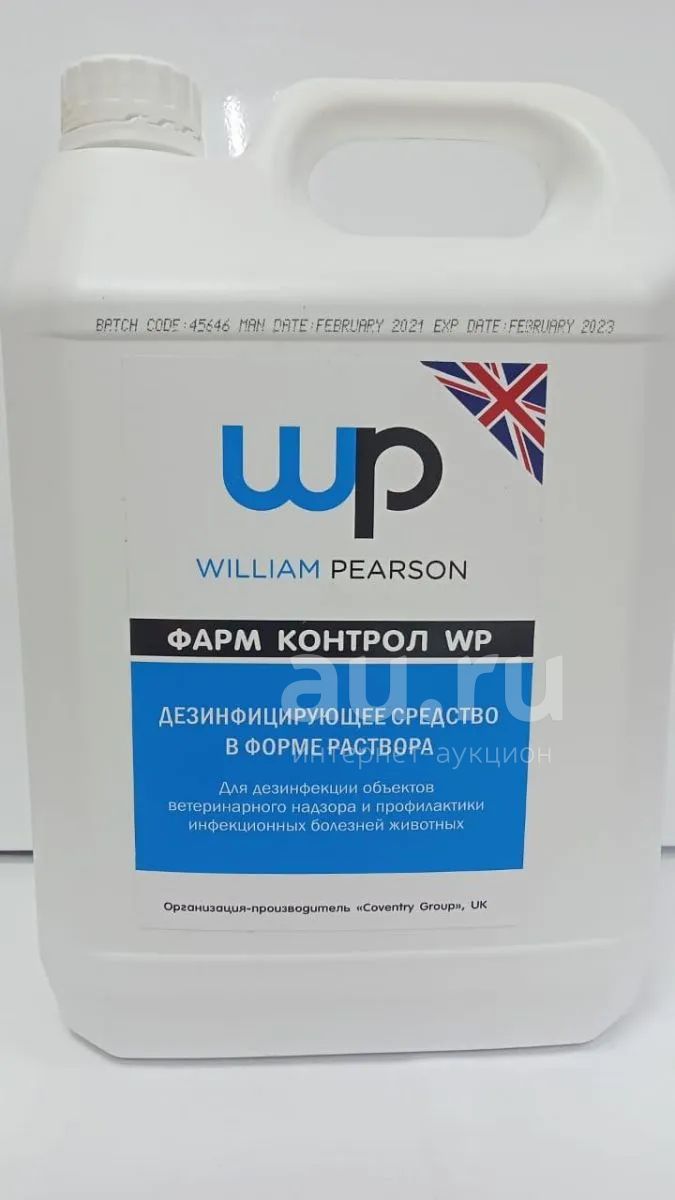 BATCH CODE:45646 MAN DATE:FEBRUARY 2021 EXP DATE:FEBRUARY 2023
wp
WILLIAM PEARSON
ФАРМ КОНТРОЛ WP
au.ru
ДЕЗИНФИЦИРУЮЩЕЕ СРЕДСТВО
В ФОРМЕ РАСТВОРА
интернет-аукцион
Для дезинфекции объектов
ветеринарного надзора и профилактики
инфекционных болезней животных
Организация-производитель «Coventry Group», UK